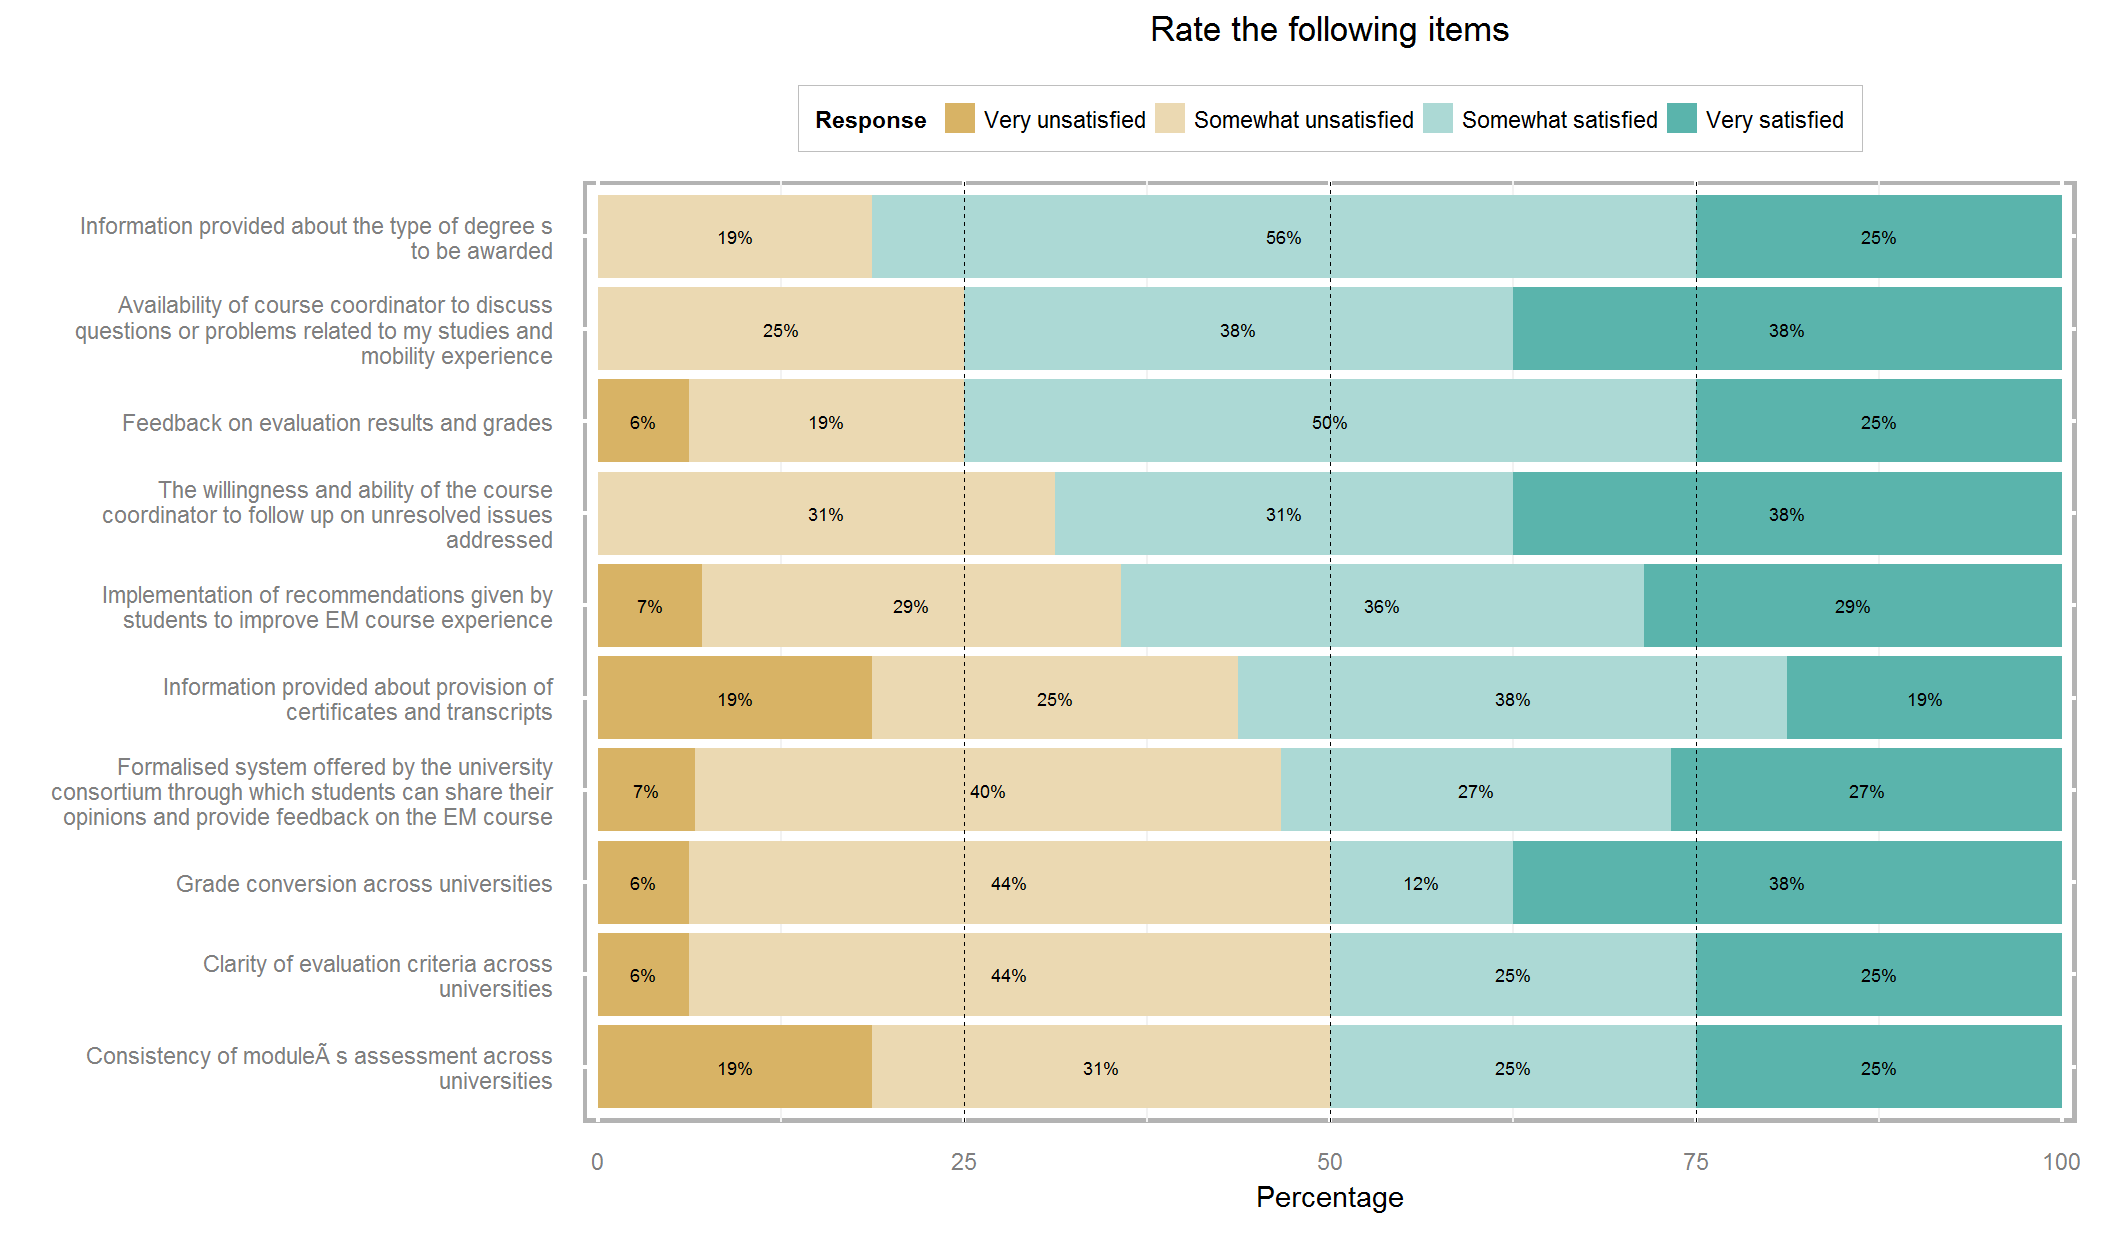 Rate the following items
Response Very unsatisfied Somewhat unsatisfied Somewhat satisfied Very satisfied
Information provided about the type of degree s
to be awarded
19% 56% 25%
Availability of course coordinator to discuss
questions or problems related to my studies and
mobility experience
25% 38% 38%
Feedback on evaluation results and grades
6% 19% 50% 25%
The willingness and ability of the course
coordinator to follow up on unresolved issues
addressed
31% 31% 38%
Implementation of recommendations given by
students to improve EM course experience
7% 29% 36% 29%
Information provided about provision of
certificates and transcripts
19% 25% 38% 19%
Formalised system offered by the university
consortium through which students can share their
opinions and provide feedback on the EM course
7% 40% 27% 27%
Grade conversion across universities
6% 44% 12% 38%
Clarity of evaluation criteria across
universities
6% 44% 25% 25%
Consistency of moduleÃ s assessment across
universities
19% 31% 25% 25%
0 25 50 75 100
Percentage